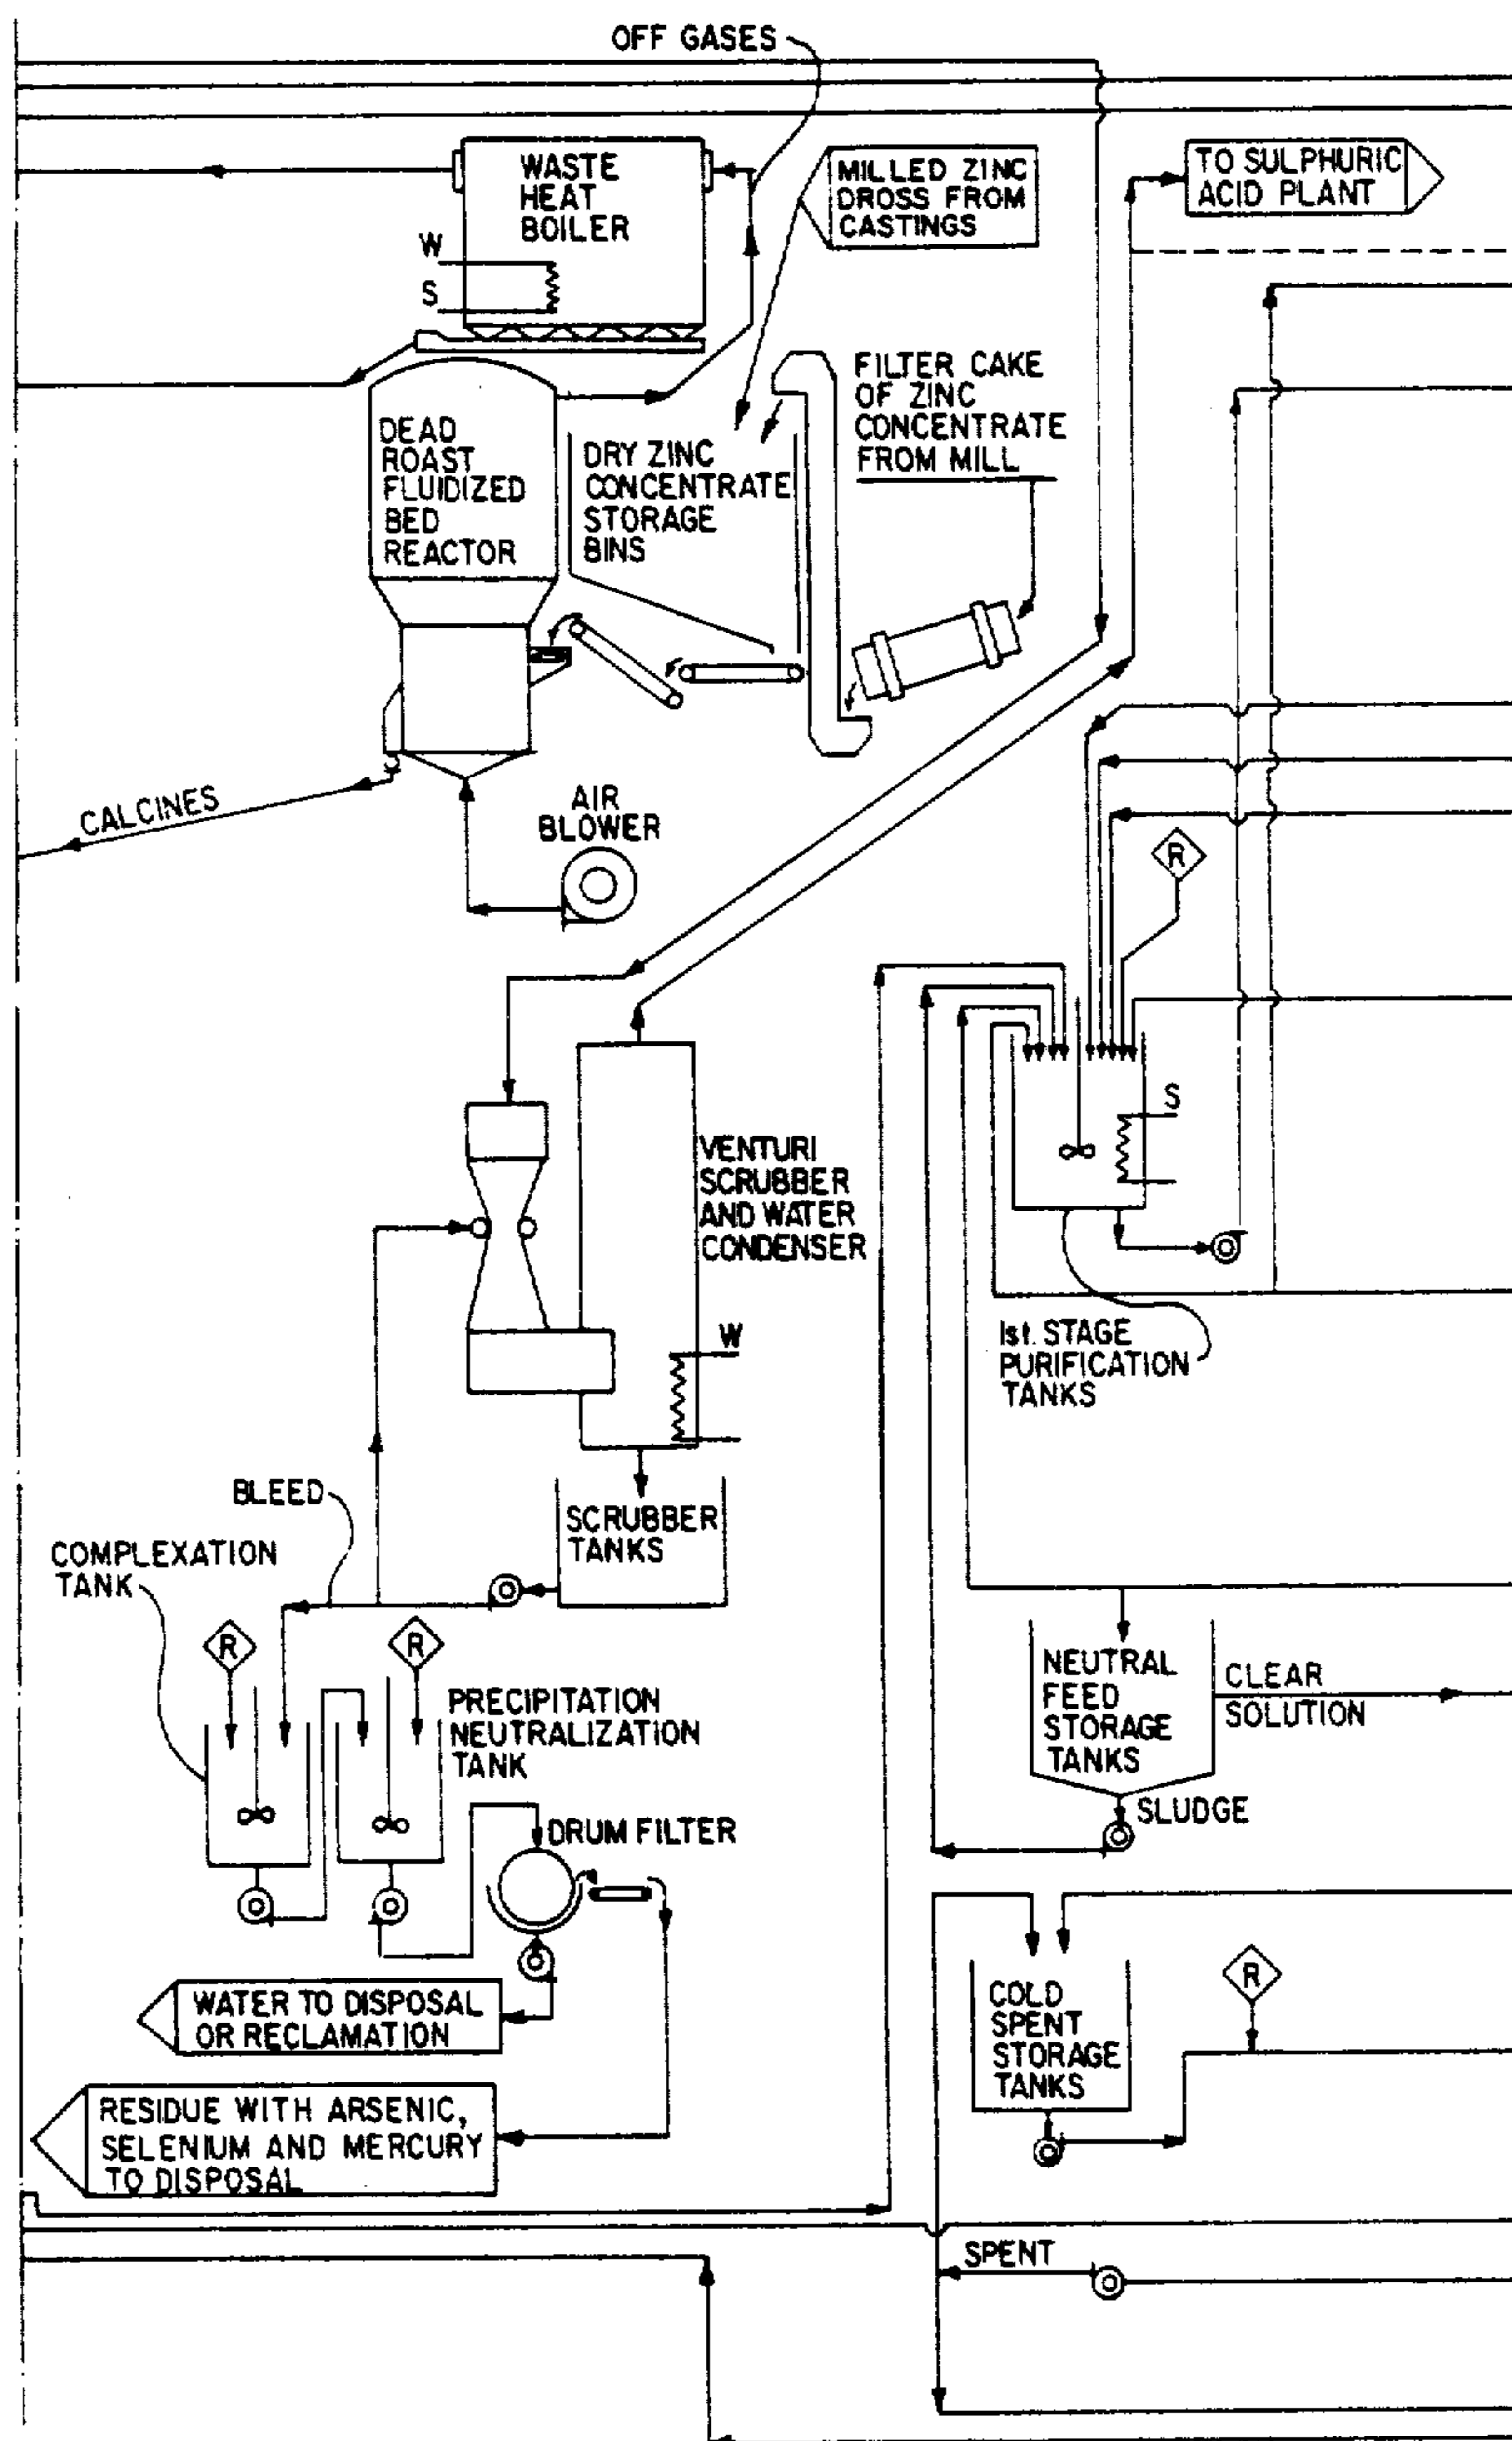 OFF GASES
WASTE
HEAT
BOILER
W
S
MILLED ZINC
DROSS FROM
CASTINGS
TO SULPHURIC
ACID PLANT
DEAD
ROAST
FLUIDIZED
BED
REACTOR
DRY ZINC
CONCENTRATE
STORAGE
BINS
FILTER CAKE
OF ZINC
CONCENTRATE
FROM MILL
CALCINES
AIR
BLOWER
R
S
VENTURI
SCRUBBER
AND WATER
CONDENSER
W
1st. STAGE
PURIFICATION
TANKS
BLEED
SCRUBBER
TANKS
COMPLEXATION
TANK
R
R
PRECIPITATION
NEUTRALIZATION
TANK
NEUTRAL
FEED
STORAGE
TANKS
CLEAR
SOLUTION
SLUDGE
DRUM FILTER
WATER TO DISPOSAL
OR RECLAMATION
COLD
SPENT
STORAGE
TANKS
R
RESIDUE WITH ARSENIC,
SELENIUM AND MERCURY
TO DISPOSAL
SPENT